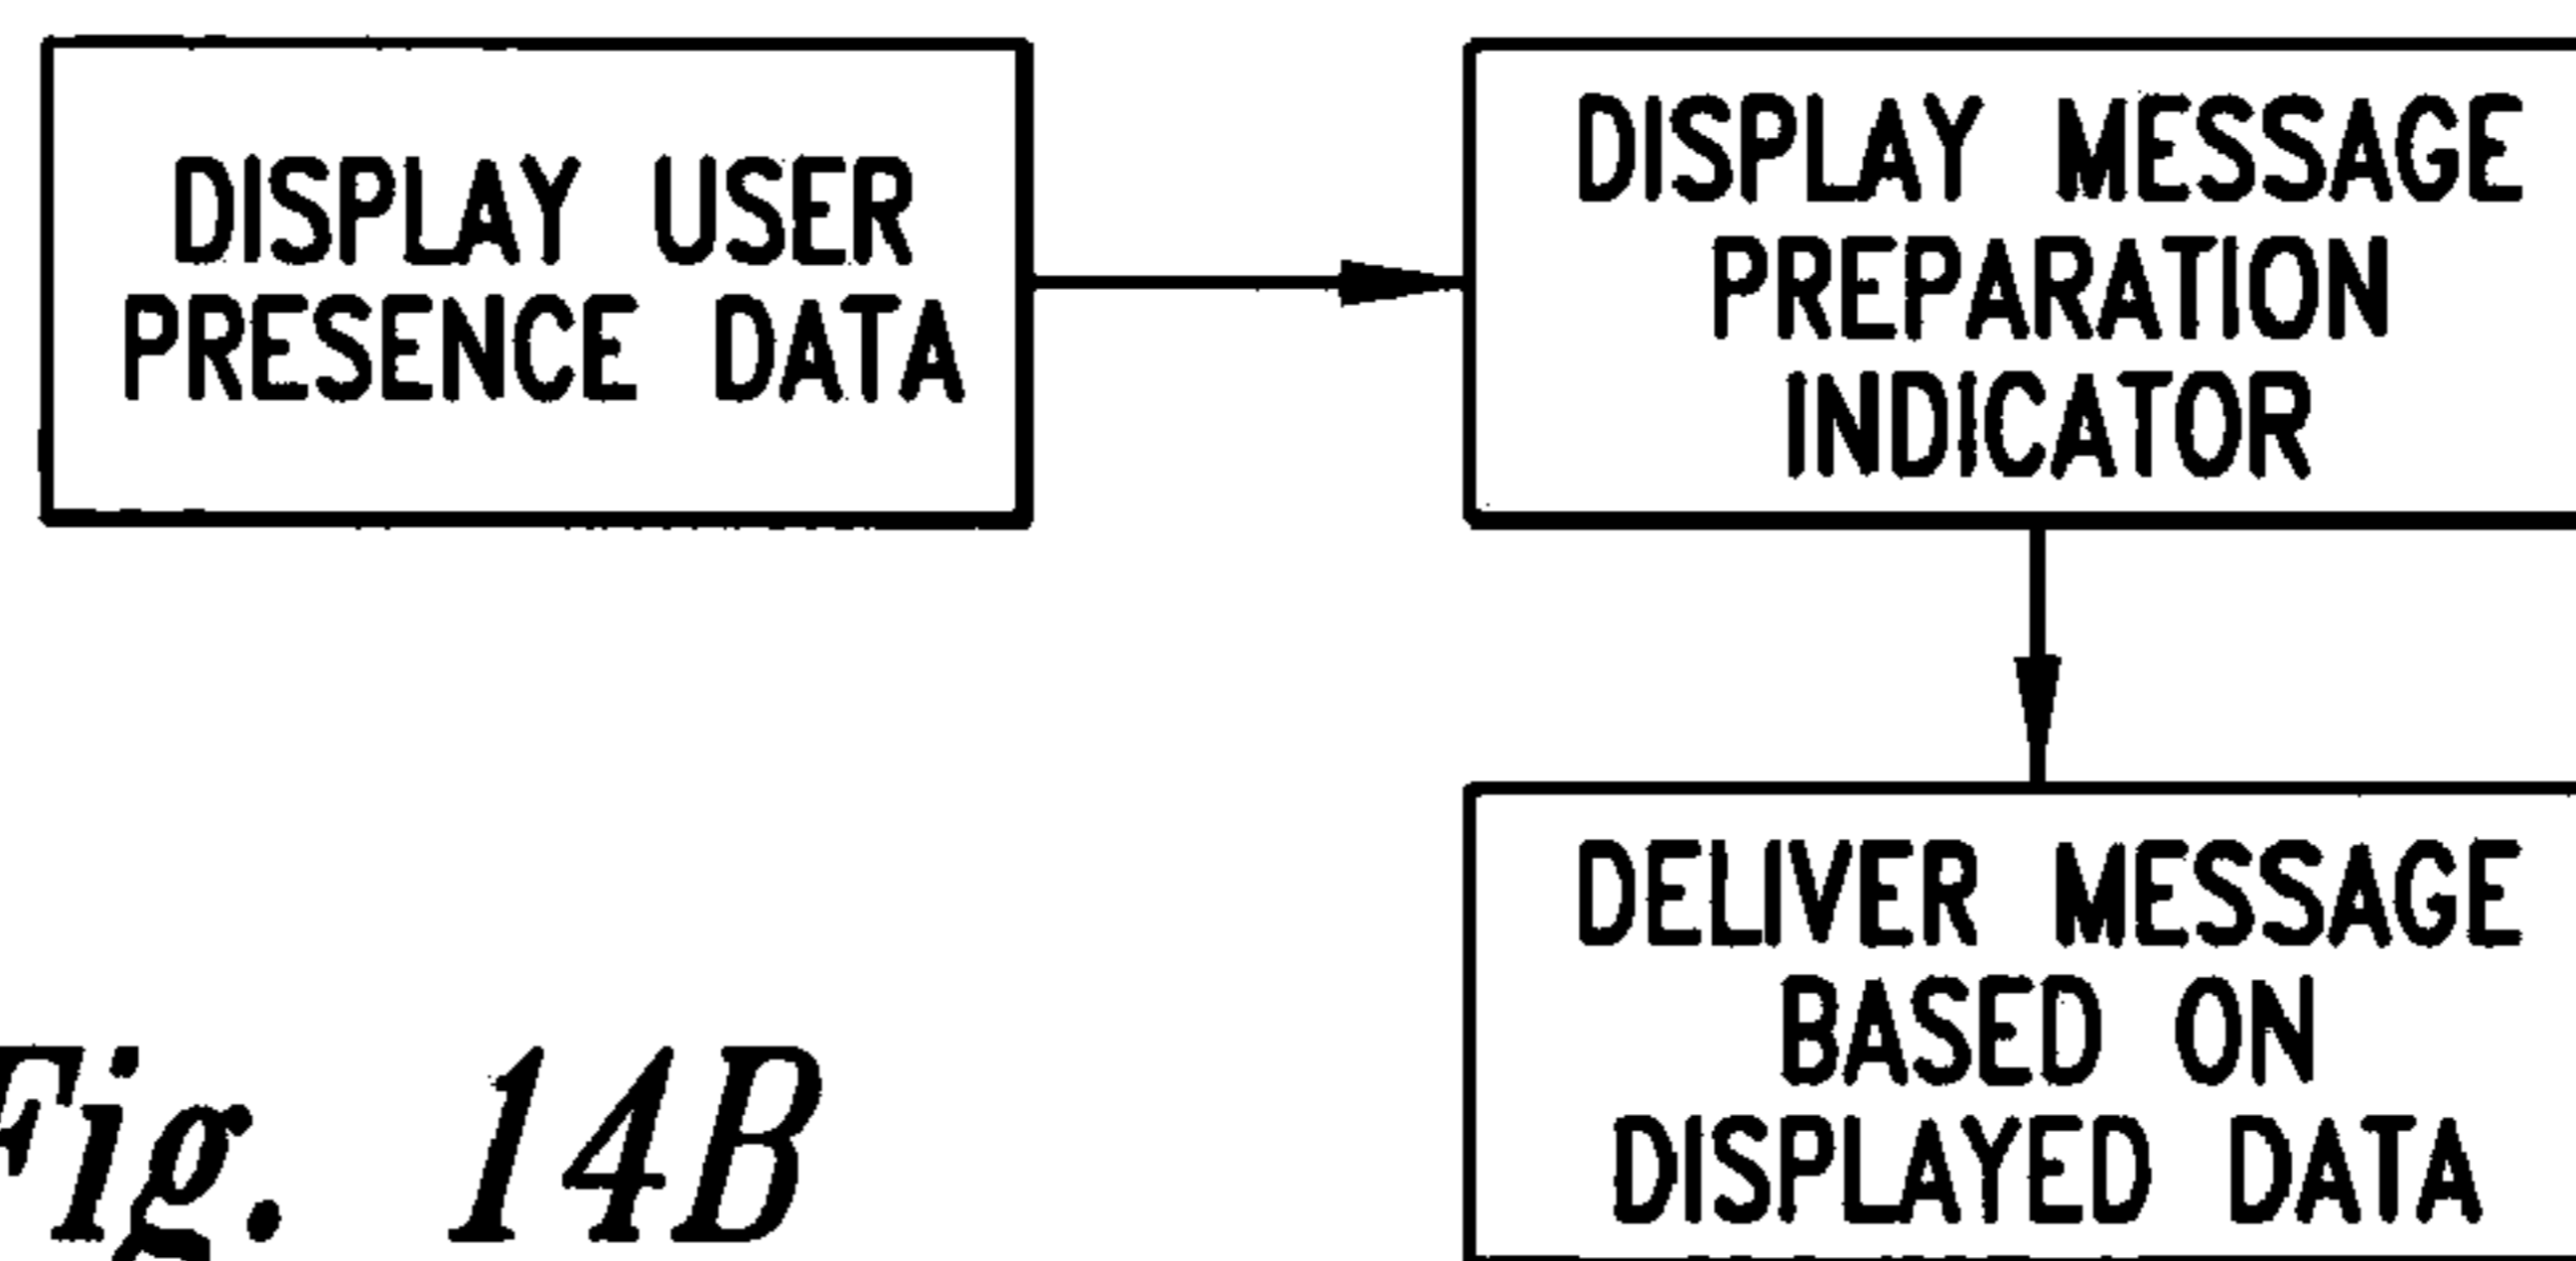 DISPLAY USER
PRESENCE DATA
DISPLAY MESSAGE
PREPARATION
INDICATOR
DELIVER MESSAGE
BASED ON
DISPLAYED DATA
Fig. 14B